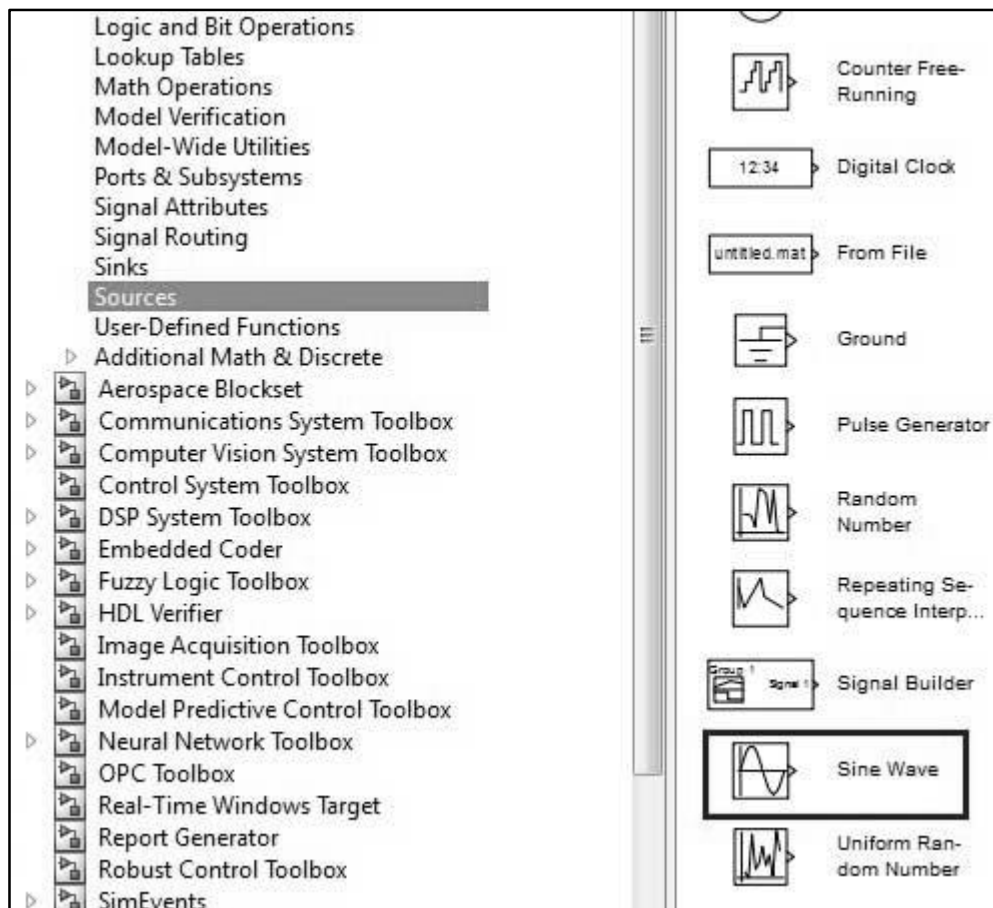 Logic and Bit Operations
Lookup Tables
Math Operations
Model Verification
Model-Wide Utilities
Ports & Subsystems
Signal Attributes
Signal Routing
Sinks
Sources
User-Defined Functions
Additional Math & Discrete
Aerospace Blockset
Communications System Toolbox
Computer Vision System Toolbox
Control System Toolbox
DSP System Toolbox
Embedded Coder
Fuzzy Logic Toolbox
HDL Verifier
Image Acquisition Toolbox
Instrument Control Toolbox
Model Predictive Control Toolbox
Neural Network Toolbox
OPC Toolbox
Real-Time Windows Target
Report Generator
Robust Control Toolbox
SimEvents
Counter Free-
Running
12:34
Digital Clock
untitled.mat
From File
Ground
Pulse Generator
Random
Number
Repeating Se-
quence Interp...
Group 1
Signal 1
Signal Builder
Sine Wave
Uniform Ran-
dom Number